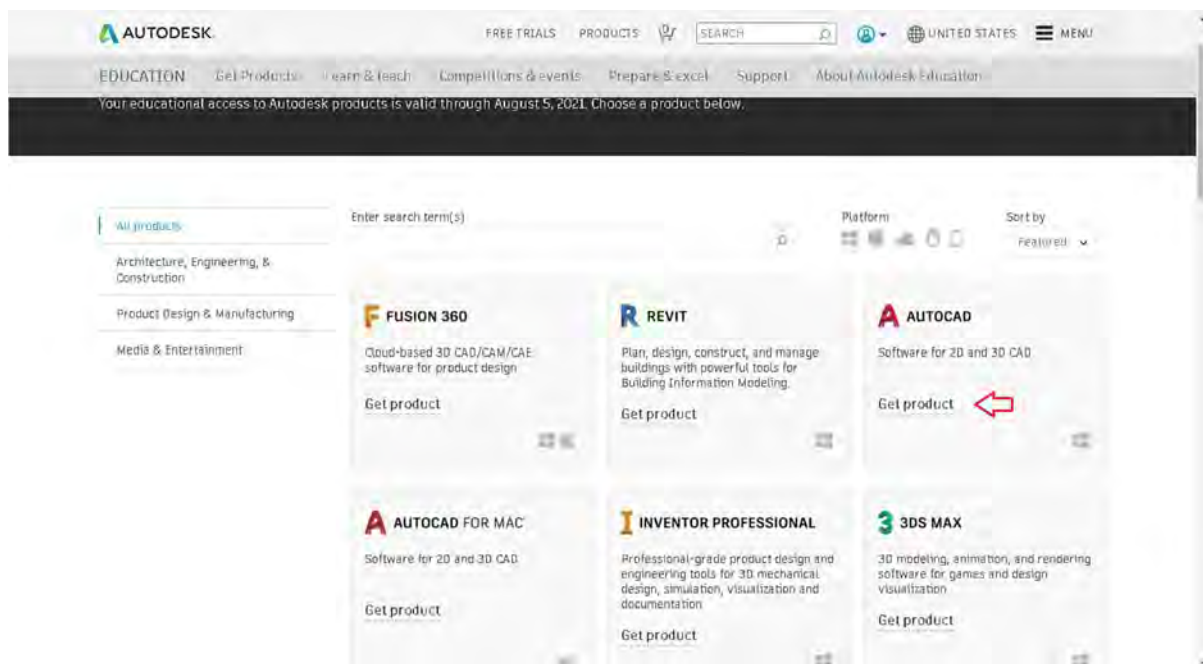 AUTODESK
FREE TRIALS PRODUCTS SEARCH UNITED STATES MENU
EDUCATION Get Products Learn & teach Competitions & events Prepare & excel Support About Autodesk Education
Your educational access to Autodesk products is valid through August 5, 2021. Choose a product below.
All products
Architecture, Engineering, &
Construction
Product Design & Manufacturing
Media & Entertainment
Enter search term(s)
Platform
Sort by
Featured
FUSION 360
Cloud-based 3D CAD/CAM/CAE
software for product design
Get product
REVIT
Plan, design, construct, and manage
buildings with powerful tools for
Building Information Modeling.
Get product
AUTOCAD
Software for 2D and 3D CAD
Get product
AUTOCAD FOR MAC
Software for 2D and 3D CAD
Get product
INVENTOR PROFESSIONAL
Professional-grade product design and
engineering tools for 3D mechanical
design, simulation, visualization and
documentation
Get product
3DS MAX
3D modeling, animation, and rendering
software for games and design
visualization
Get product